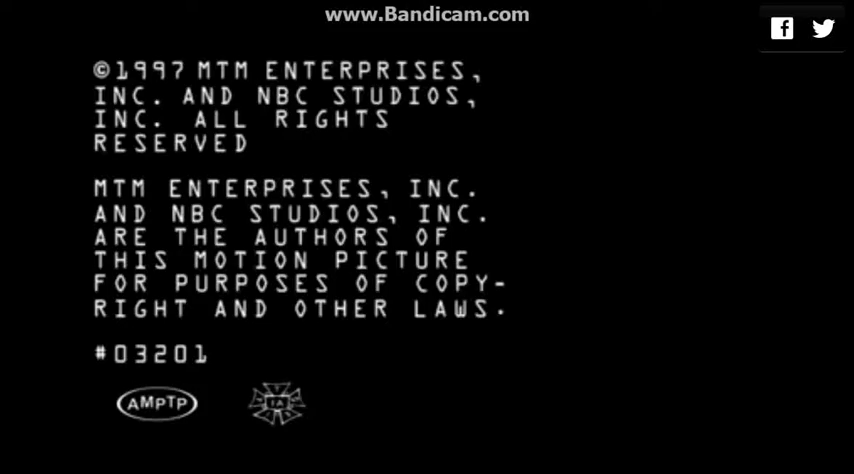 www.Bandicam.com
©1997 MTM ENTERPRISES,
INC. AND NBC STUDIOS,
INC. ALL RIGHTS
RESERVED
MTM ENTERPRISES, INC.
AND NBC STUDIOS, INC.
ARE THE AUTHORS OF
THIS MOTION PICTURE
FOR PURPOSES OF COPY-
RIGHT AND OTHER LAWS.
#03201
AMPTP
IA